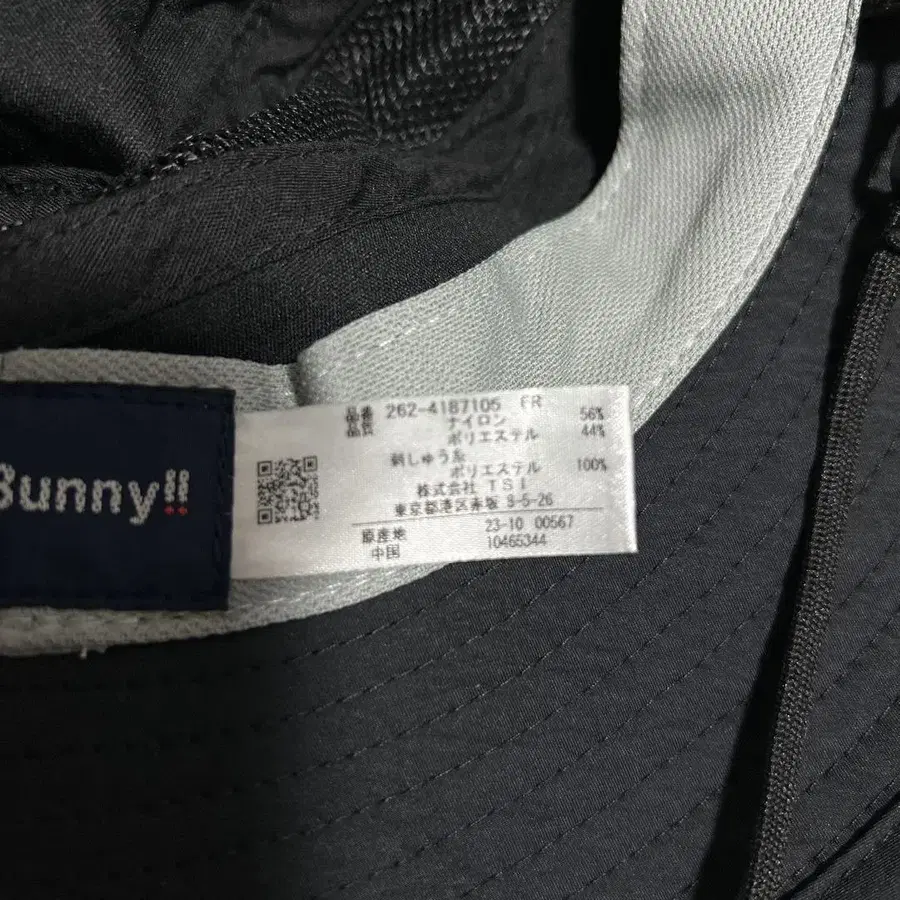 Bunny!!
品番 262-4187105 FR
品質 ナイロン 56%
ポリエステル 44%
刺しゅう糸
ポリエステル 100%
株式会社 TSI
東京都港区赤坂 8-5-26
原産地 23-10 00567
中国 10465344